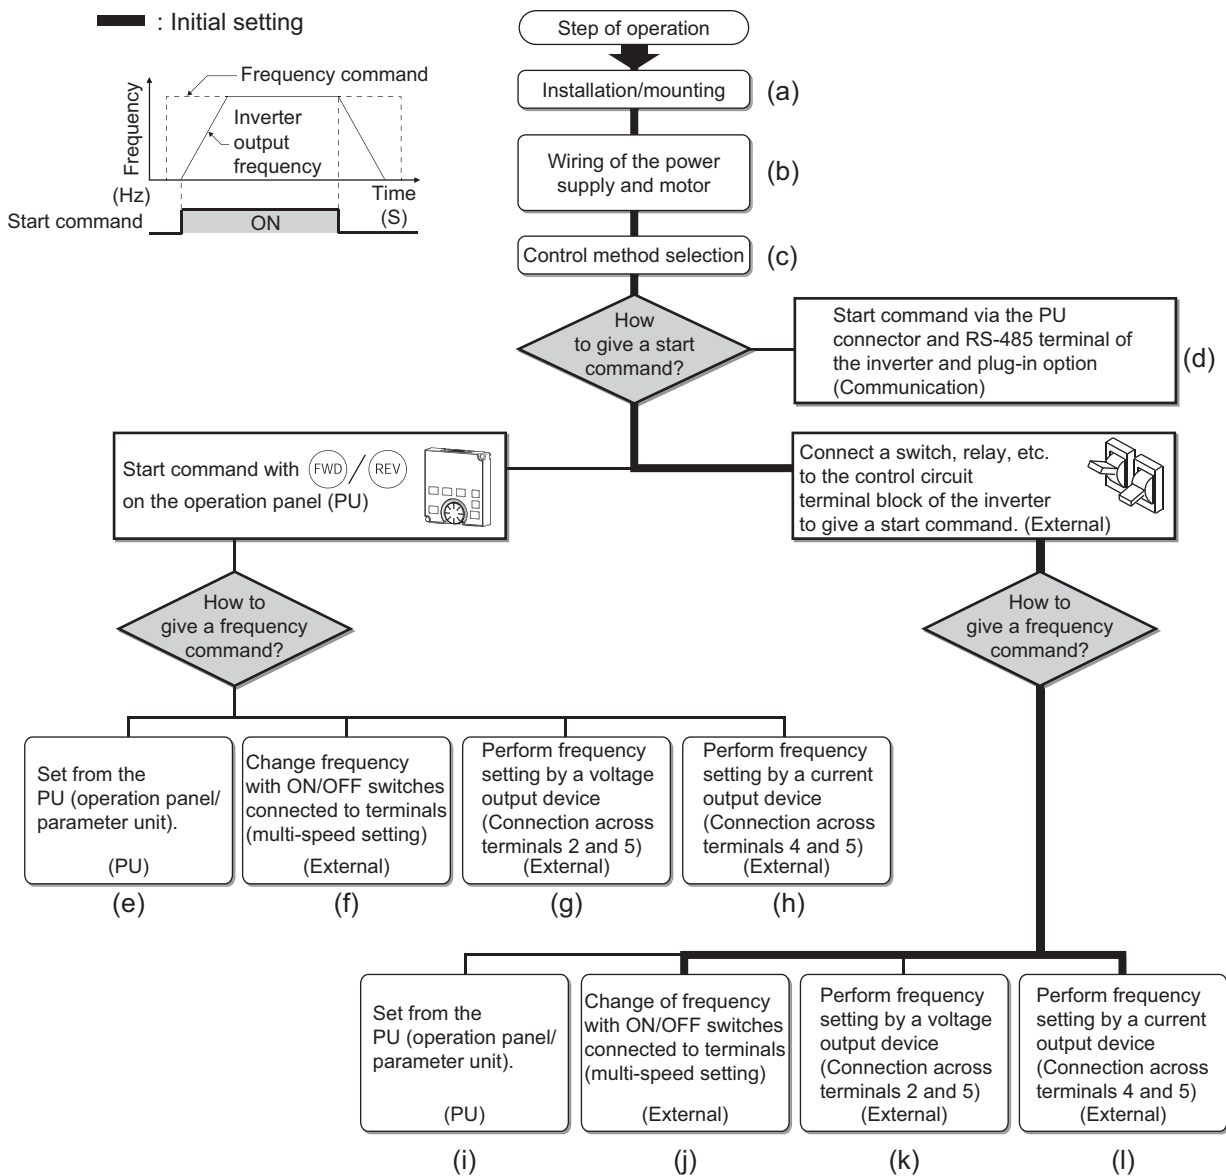 : Initial setting
Step of operation
Frequency command
Frequency
Inverter
output
frequency
(Hz)
Time
(S)
Start command
ON
Installation/mounting
(a)
Wiring of the power
supply and motor
(b)
Control method selection
(c)
How
to give a start
command?
Start command via the PU
connector and RS-485 terminal of
the inverter and plug-in option
(Communication)
(d)
Start command with FWD / REV
on the operation panel (PU)
Connect a switch, relay, etc.
to the control circuit
terminal block of the inverter
to give a start command. (External)
How to
give a frequency
command?
How to
give a frequency
command?
Set from the
PU (operation panel/
parameter unit).
(PU)
(e)
Change frequency
with ON/OFF switches
connected to terminals
(multi-speed setting)
(External)
(f)
Perform frequency
setting by a voltage
output device
(Connection across
terminals 2 and 5)
(External)
(g)
Perform frequency
setting by a current
output device
(Connection across
terminals 4 and 5)
(External)
(h)
Set from the
PU (operation panel/
parameter unit).
(PU)
(i)
Change of frequency
with ON/OFF switches
connected to terminals
(multi-speed setting)
(External)
(j)
Perform frequency
setting by a voltage
output device
(Connection across
terminals 2 and 5)
(External)
(k)
Perform frequency
setting by a current
output device
(Connection across
terminals 4 and 5)
(External)
(l)